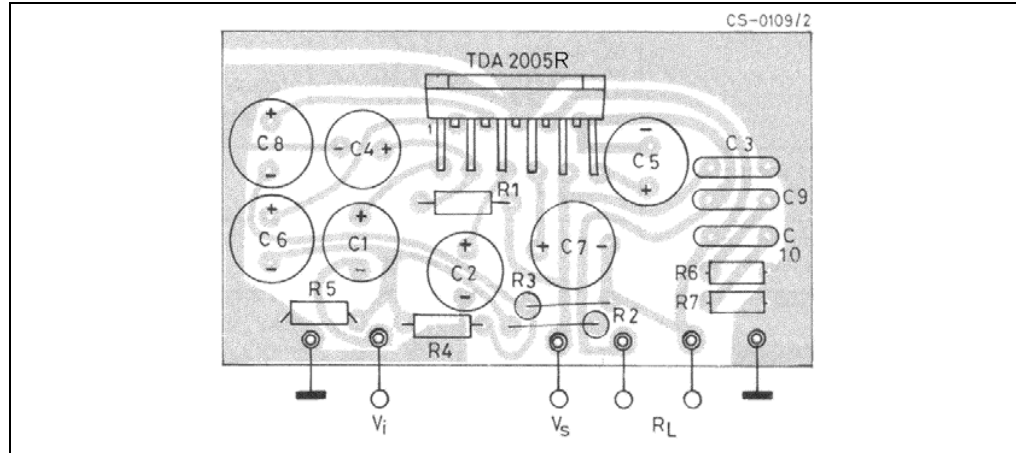 CS-0109/2
TDA 2005R
1
+ C8 -
- C4 +
- C5 +
C3
R1
C9
+ C6 -
+ C1 -
+ C2 -
+ C7 -
C10
R3
R6
R5
R7
R2
R4
Vi
Vs
RL